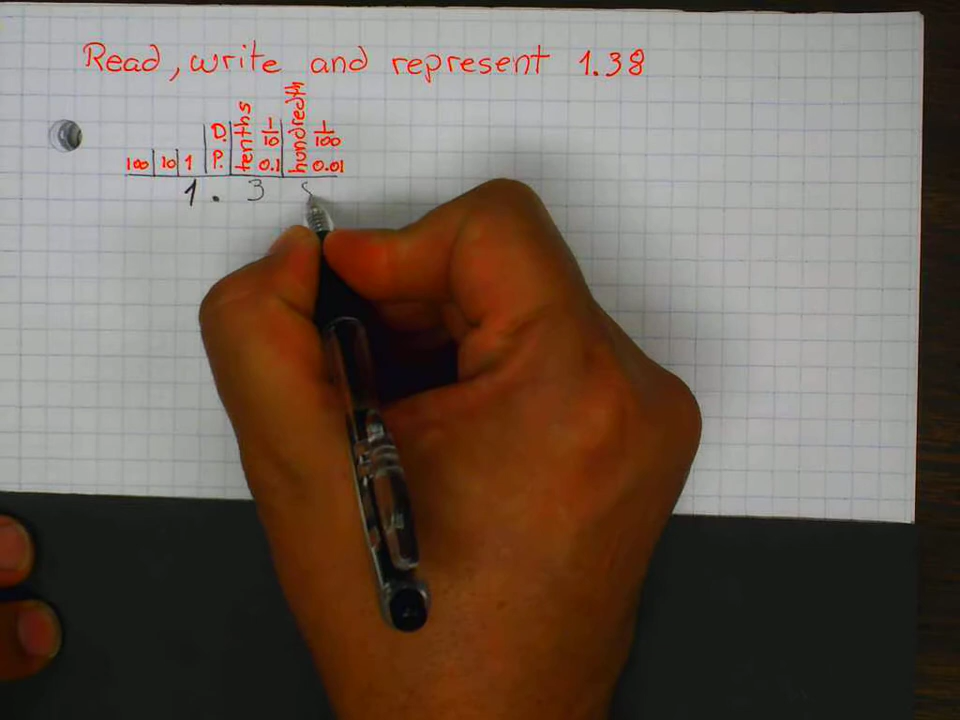 Read, write and represent 1.38
100 10 1 D.P. tenths 1/10 0.1 hundredth 1/100 0.01
1 . 3